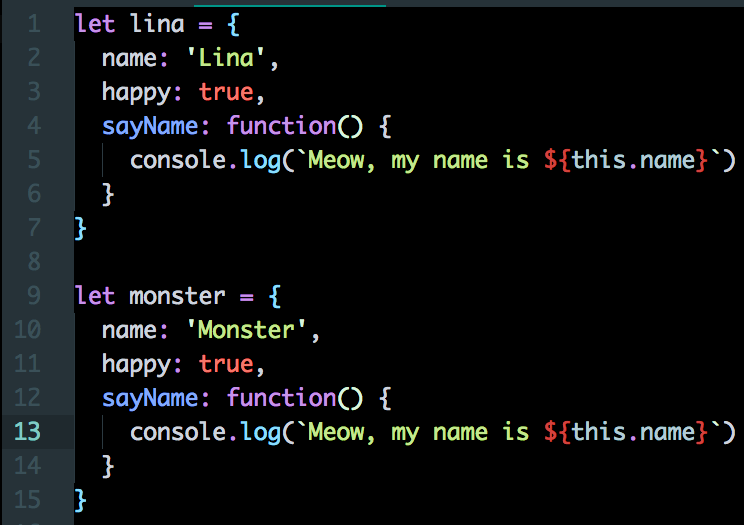 1 let lina = {
2   name: 'Lina',
3   happy: true,
4   sayName: function() {
5     console.log(`Meow, my name is ${this.name}`)
6   }
7 }
8
9 let monster = {
10   name: 'Monster',
11   happy: true,
12   sayName: function() {
13     console.log(`Meow, my name is ${this.name}`)
14   }
15 }